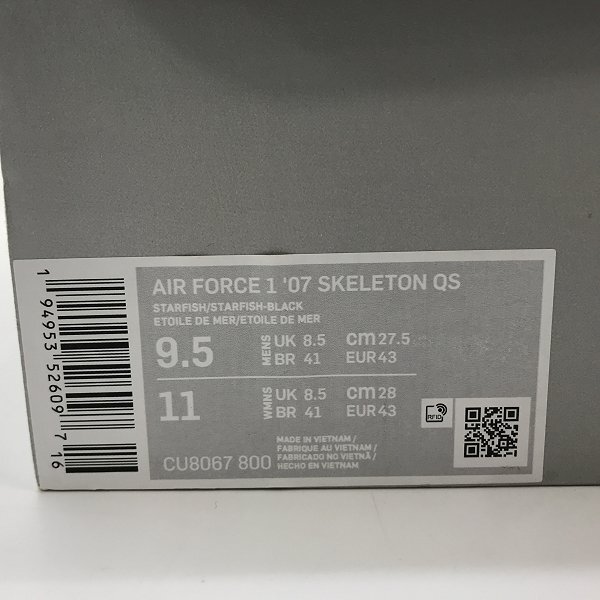 AIR FORCE 1 '07 SKELETON QS
STARFISH/STARFISH-BLACK
ETOILE DE MER/ETOILE DE MER
9.5 MENS UK 8.5 cm 27.5
BR 41 EUR 43
11 WMNS UK 8.5 cm 28
BR 41 EUR 43
RFID
CU8067 800
MADE IN VIETNAM/
FABRIQUE AU VIETNAM/
FABRICADO NO VIETNÃ/
HECHO EN VIETNAM
1 94953 52609 7 16